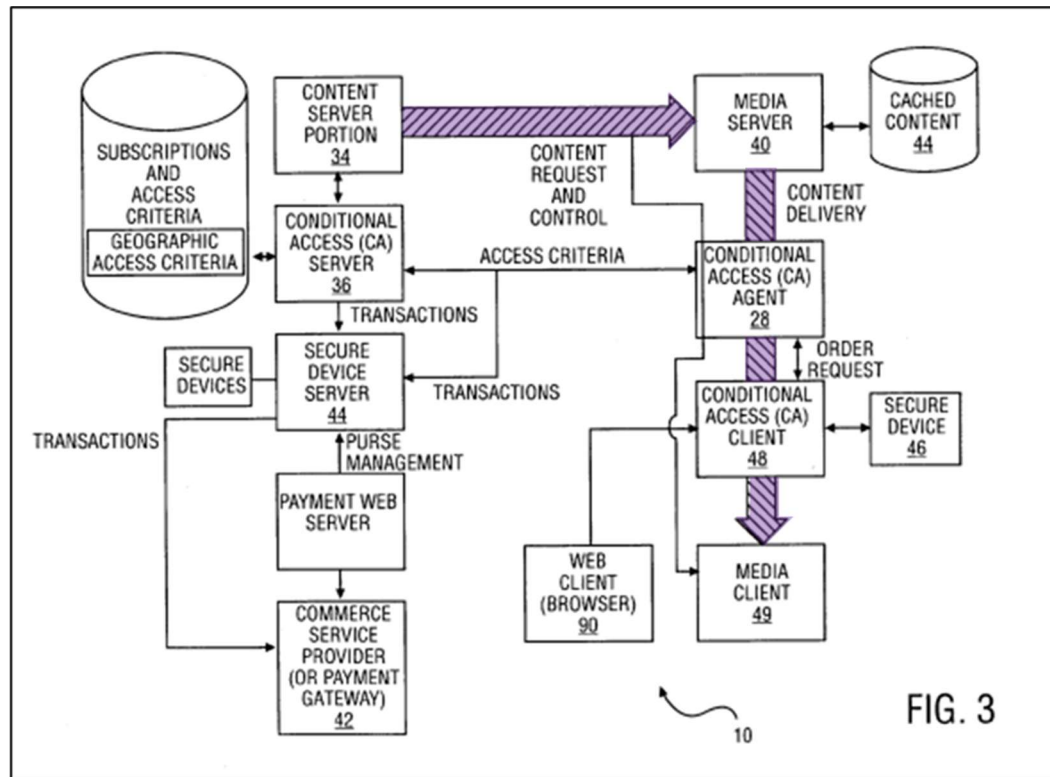 SUBSCRIPTIONS AND
ACCESS
CRITERIA
GEOGRAPHIC
ACCESS CRITERIA
CONTENT
SERVER
PORTION
34
MEDIA
SERVER
40
CACHED
CONTENT
44
CONTENT
REQUEST
AND
CONTROL
CONTENT
DELIVERY
CONDITIONAL
ACCESS (CA)
SERVER
36
ACCESS CRITERIA
CONDITIONAL
ACCESS (CA)
AGENT
28
TRANSACTIONS
SECURE
DEVICES
SECURE
DEVICE
SERVER
44
TRANSACTIONS
ORDER
REQUEST
CONDITIONAL
ACCESS (CA)
CLIENT
48
SECURE
DEVICE
46
TRANSACTIONS
PURSE
MANAGEMENT
PAYMENT WEB
SERVER
WEB
CLIENT
(BROWSER)
90
MEDIA
CLIENT
49
COMMERCE
SERVICE
PROVIDER
(OR PAYMENT
GATEWAY)
42
10
FIG. 3